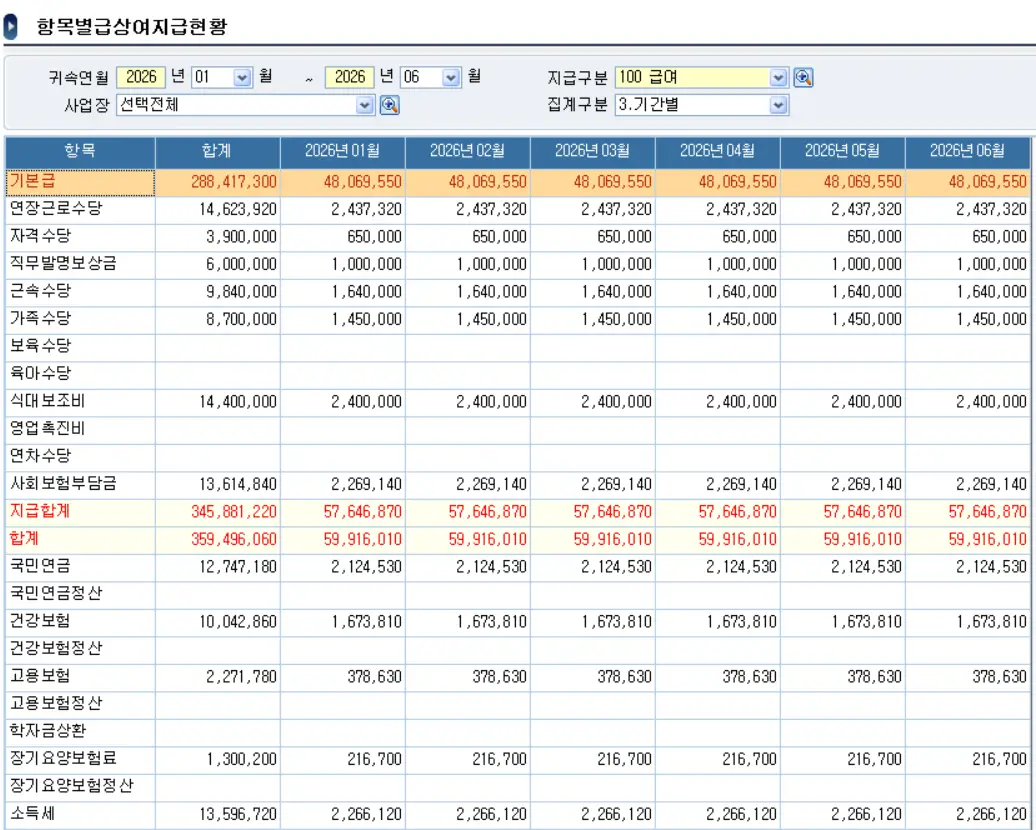 항목별급상여지급현황
귀속연월 2026 년 01 월 ~ 2026 년 06 월 지급구분 100 급여
사업장 선택전체 집계구분 3.기간별
항목 합계 2026년 01월 2026년 02월 2026년 03월 2026년 04월 2026년 05월 2026년 06월
기본급 288,417,300 48,069,550 48,069,550 48,069,550 48,069,550 48,069,550 48,069,550
연장근로수당 14,623,920 2,437,320 2,437,320 2,437,320 2,437,320 2,437,320 2,437,320
자격수당 3,900,000 650,000 650,000 650,000 650,000 650,000 650,000
직무발명보상금 6,000,000 1,000,000 1,000,000 1,000,000 1,000,000 1,000,000 1,000,000
근속수당 9,840,000 1,640,000 1,640,000 1,640,000 1,640,000 1,640,000 1,640,000
가족수당 8,700,000 1,450,000 1,450,000 1,450,000 1,450,000 1,450,000 1,450,000
보육수당
육아수당
식대보조비 14,400,000 2,400,000 2,400,000 2,400,000 2,400,000 2,400,000 2,400,000
영업촉진비
연차수당
사회보험부담금 13,614,840 2,269,140 2,269,140 2,269,140 2,269,140 2,269,140 2,269,140
지급합계 345,881,220 57,646,870 57,646,870 57,646,870 57,646,870 57,646,870 57,646,870
합계 359,496,060 59,916,010 59,916,010 59,916,010 59,916,010 59,916,010 59,916,010
국민연금 12,747,180 2,124,530 2,124,530 2,124,530 2,124,530 2,124,530 2,124,530
국민연금정산
건강보험 10,042,860 1,673,810 1,673,810 1,673,810 1,673,810 1,673,810 1,673,810
건강보험정산
고용보험 2,271,780 378,630 378,630 378,630 378,630 378,630 378,630
고용보험정산
학자금상환
장기요양보험료 1,300,200 216,700 216,700 216,700 216,700 216,700 216,700
장기요양보험정산
소득세 13,596,720 2,266,120 2,266,120 2,266,120 2,266,120 2,266,120 2,266,120